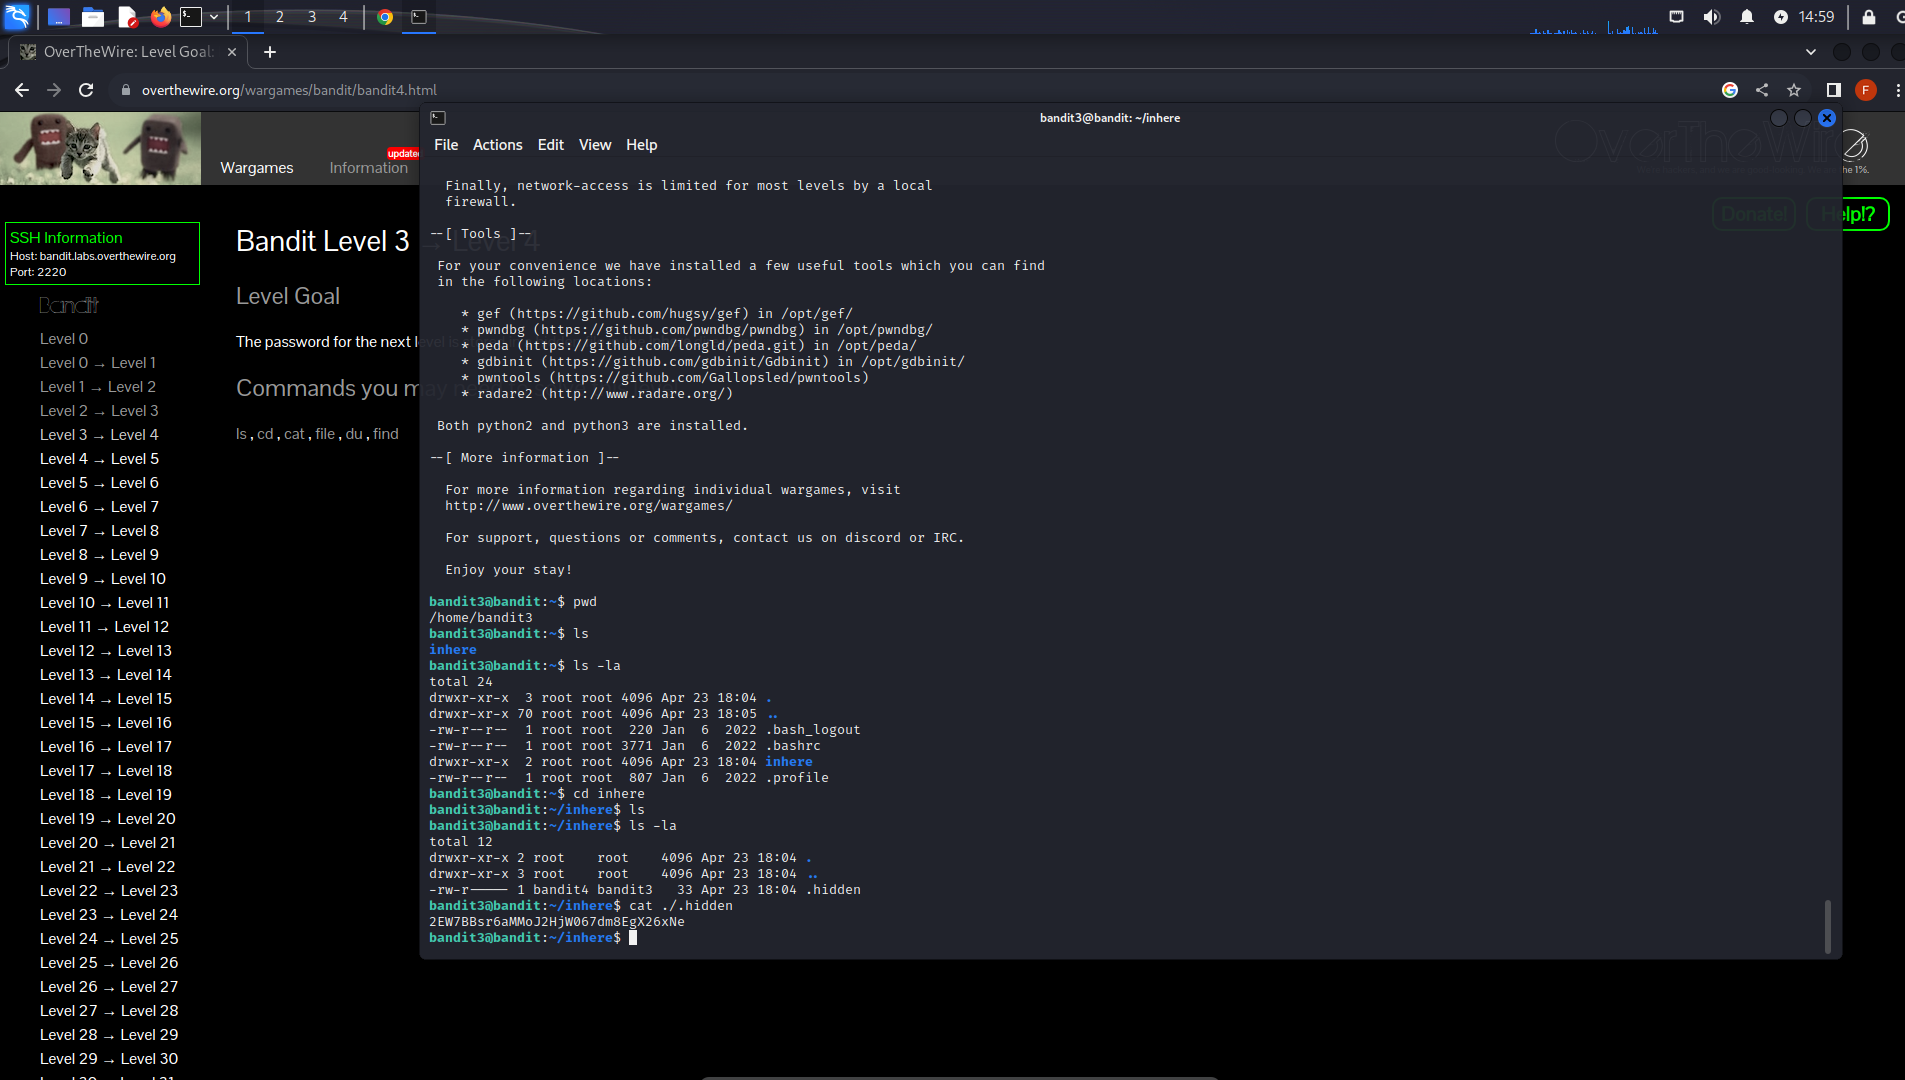 1 2 3 4 14:59
OverTheWire: Level Goal:
overthewire.org/wargames/bandit/bandit4.html
F
Wargames Information updated
SSH Information
Host: bandit.labs.overthewire.org
Port: 2220
Bandit
Level 0
Level 0 → Level 1
Level 1 → Level 2
Level 2 → Level 3
Level 3 → Level 4
Level 4 → Level 5
Level 5 → Level 6
Level 6 → Level 7
Level 7 → Level 8
Level 8 → Level 9
Level 9 → Level 10
Level 10 → Level 11
Level 11 → Level 12
Level 12 → Level 13
Level 13 → Level 14
Level 14 → Level 15
Level 15 → Level 16
Level 16 → Level 17
Level 17 → Level 18
Level 18 → Level 19
Level 19 → Level 20
Level 20 → Level 21
Level 21 → Level 22
Level 22 → Level 23
Level 23 → Level 24
Level 24 → Level 25
Level 25 → Level 26
Level 26 → Level 27
Level 27 → Level 28
Level 28 → Level 29
Level 29 → Level 30
Bandit Level 3 → Level 4
Level Goal
The password for the next level is
Commands you may
ls , cd , cat , file , du , find
OverTheWire
the 1%.
Donate! Help!?
bandit3@bandit: ~/inhere
File Actions Edit View Help
Finally, network-access is limited for most levels by a local
firewall.
--[ Tools ]--
For your convenience we have installed a few useful tools which you can find
in the following locations:
* gef (https://github.com/hugsy/gef) in /opt/gef/
* pwndbg (https://github.com/pwndbg/pwndbg) in /opt/pwndbg/
* peda (https://github.com/longld/peda.git) in /opt/peda/
* gdbinit (https://github.com/gdbinit/Gdbinit) in /opt/gdbinit/
* pwntools (https://github.com/Gallopsled/pwntools)
* radare2 (http://www.radare.org/)
Both python2 and python3 are installed.
--[ More information ]--
For more information regarding individual wargames, visit
http://www.overthewire.org/wargames/
For support, questions or comments, contact us on discord or IRC.
Enjoy your stay!
bandit3@bandit:~$ pwd
/home/bandit3
bandit3@bandit:~$ ls
inhere
bandit3@bandit:~$ ls -la
total 24
drwxr-xr-x 3 root root 4096 Apr 23 18:04 .
drwxr-xr-x 70 root root 4096 Apr 23 18:05 ..
-rw-r--r-- 1 root root 220 Jan 6 2022 .bash_logout
-rw-r--r-- 1 root root 3771 Jan 6 2022 .bashrc
drwxr-xr-x 2 root root 4096 Apr 23 18:04 inhere
-rw-r--r-- 1 root root 807 Jan 6 2022 .profile
bandit3@bandit:~$ cd inhere
bandit3@bandit:~/inhere$ ls
bandit3@bandit:~/inhere$ ls -la
total 12
drwxr-xr-x 2 root root 4096 Apr 23 18:04 .
drwxr-xr-x 3 root root 4096 Apr 23 18:04 ..
-rw-r----- 1 bandit4 bandit3 33 Apr 23 18:04 .hidden
bandit3@bandit:~/inhere$ cat ./.hidden
2EW7BBsr6aMMoJ2HjW067dm8EgX26xNe
bandit3@bandit:~/inhere$